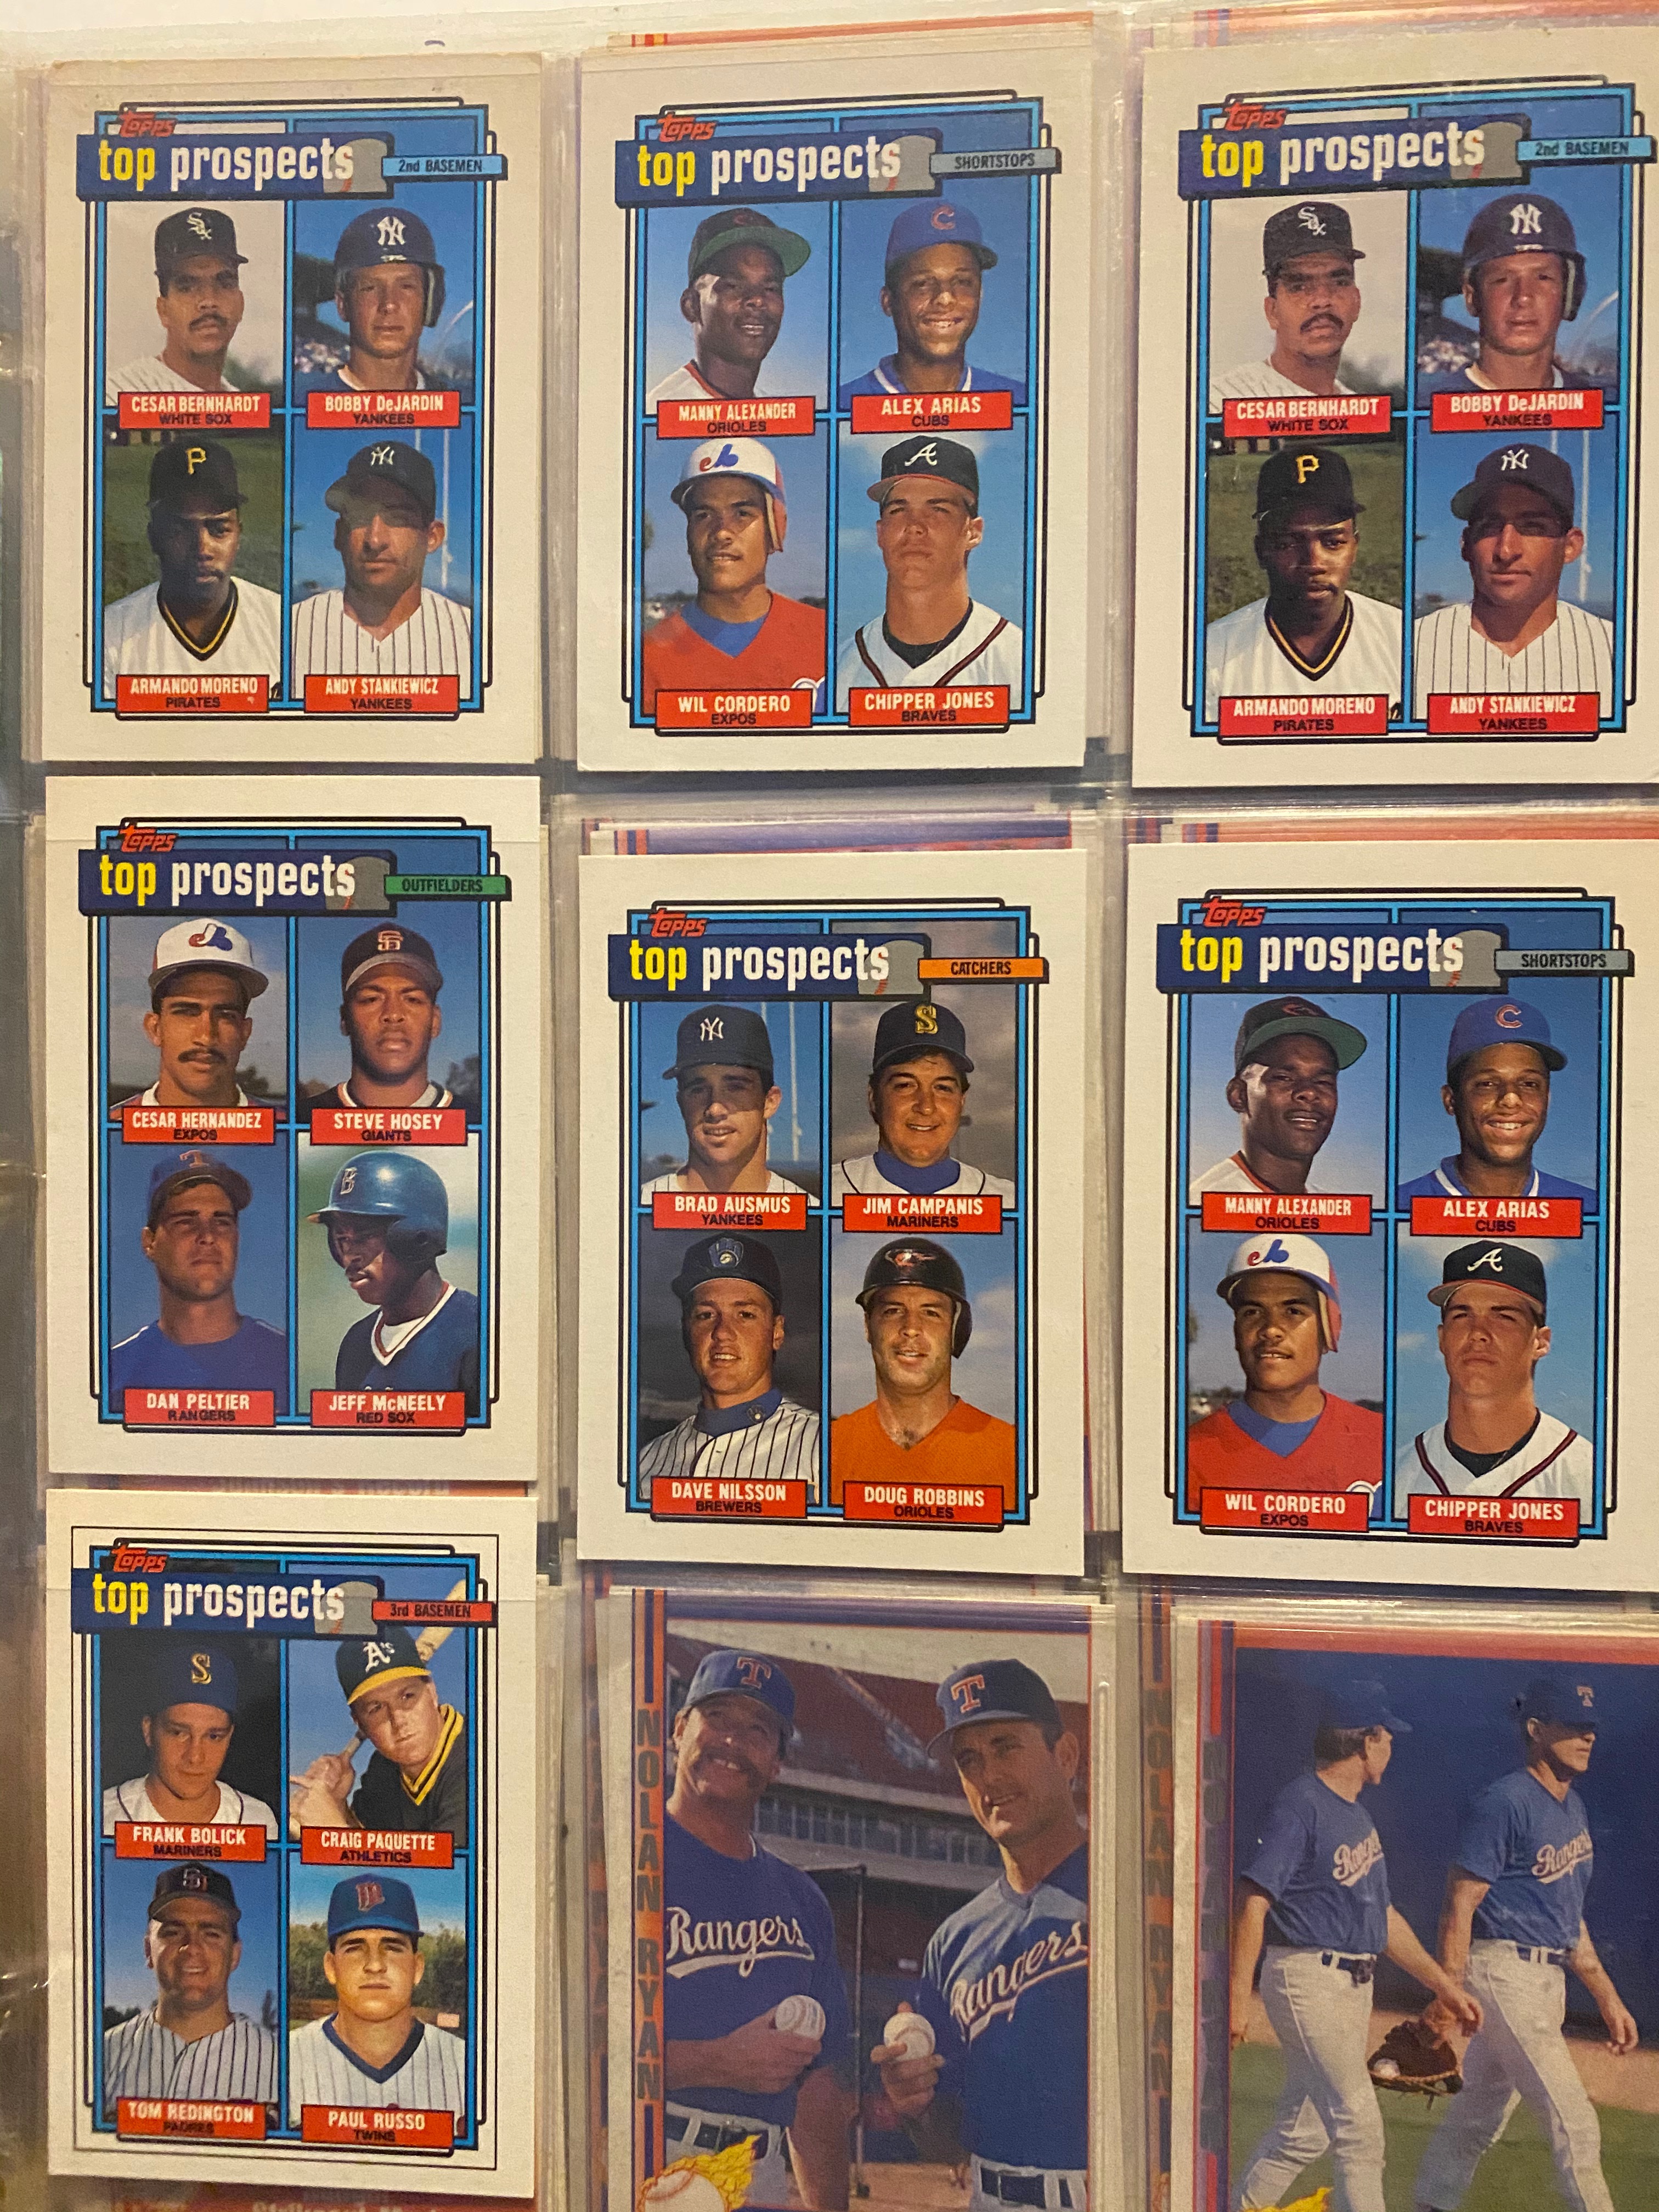 Topps
top prospects
2nd BASEMEN
CESAR BERNHARDT
WHITE SOX
BOBBY DeJARDIN
YANKEES
ARMANDO MORENO
PIRATES
ANDY STANKIEWICZ
YANKEES
Topps
top prospects
SHORTSTOPS
MANNY ALEXANDER
ORIOLES
ALEX ARIAS
CUBS
WIL CORDERO
EXPOS
CHIPPER JONES
BRAVES
Topps
top prospects
2nd BASEMEN
CESAR BERNHARDT
WHITE SOX
BOBBY DeJARDIN
YANKEES
ARMANDO MORENO
PIRATES
ANDY STANKIEWICZ
YANKEES
Topps
top prospects
OUTFIELDERS
CESAR HERNANDEZ
EXPOS
STEVE HOSEY
GIANTS
DAN PELTIER
RANGERS
JEFF McNEELY
RED SOX
Topps
top prospects
CATCHERS
BRAD AUSMUS
YANKEES
JIM CAMPANIS
MARINERS
DAVE NILSSON
BREWERS
DOUG ROBBINS
ORIOLES
Topps
top prospects
SHORTSTOPS
MANNY ALEXANDER
ORIOLES
ALEX ARIAS
CUBS
WIL CORDERO
EXPOS
CHIPPER JONES
BRAVES
Topps
top prospects
3rd BASEMEN
FRANK BOLICK
MARINERS
CRAIG PAQUETTE
ATHLETICS
TOM REDINGTON
PADRES
PAUL RUSSO
TWINS
NOLAN RYAN
Rangers
Rangers
NOLAN RYAN
Rangers
Rangers